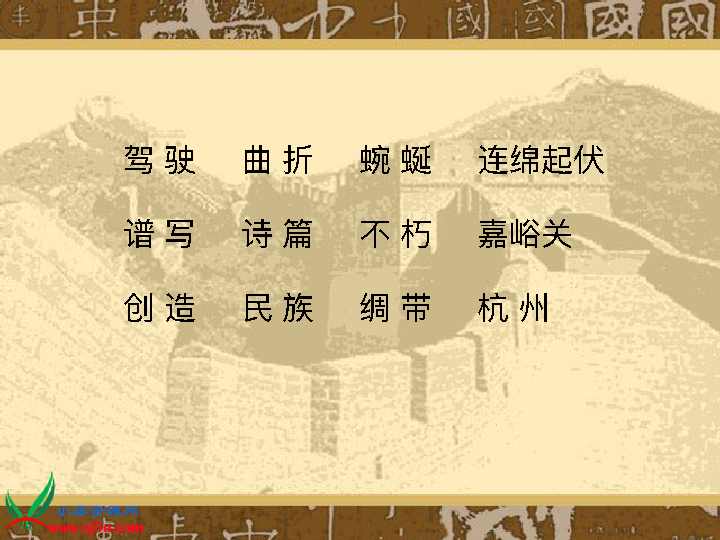 驾驶 曲折 蜿蜒 连绵起伏
谱写 诗篇 不朽 嘉峪关
创造 民族 绸带 杭州